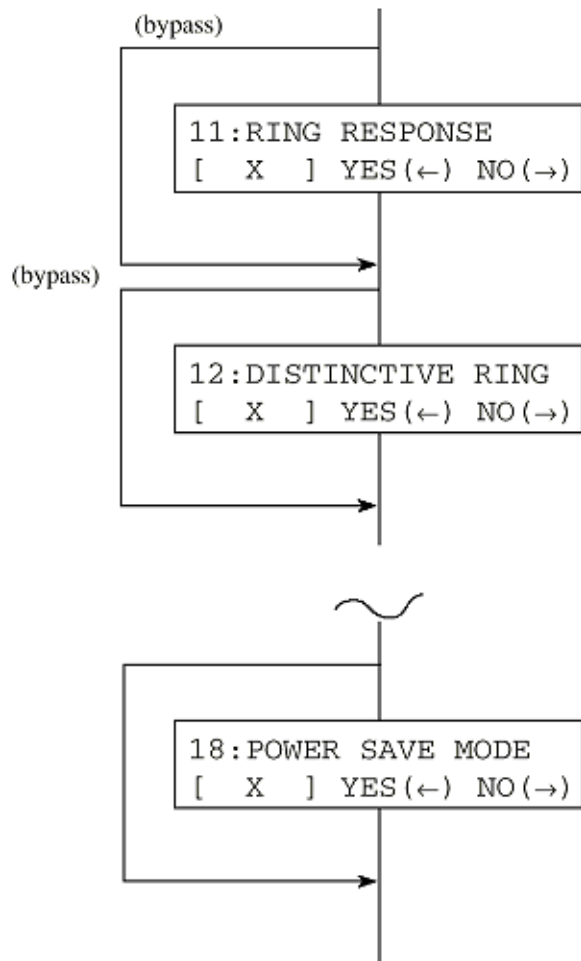 (bypass)
11:RING RESPONSE
[ X ] YES(←) NO(→)
(bypass)
12:DISTINCTIVE RING
[ X ] YES(←) NO(→)
18:POWER SAVE MODE
[ X ] YES(←) NO(→)